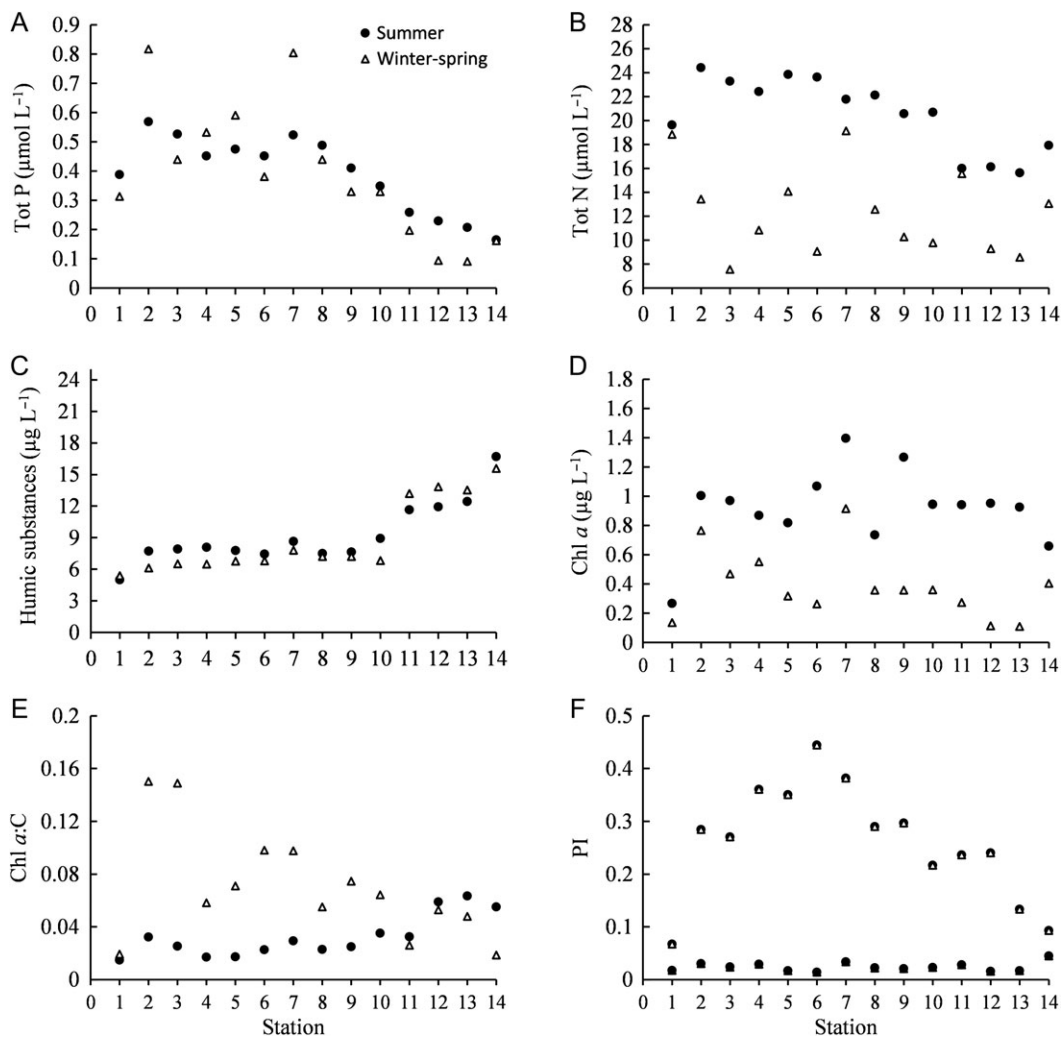 A
Tot P (μmol L⁻¹)
0.9
0.8
0.7
0.6
0.5
0.4
0.3
0.2
0.1
0
0 1 2 3 4 5 6 7 8 9 10 11 12 13 14
Summer
Winter-spring
B
Tot N (μmol L⁻¹)
28
26
24
22
20
18
16
14
12
10
8
6
0 1 2 3 4 5 6 7 8 9 10 11 12 13 14
C
Humic substances (μg L⁻¹)
24
21
18
15
12
9
6
3
0
0 1 2 3 4 5 6 7 8 9 10 11 12 13 14
D
Chl a (μg L⁻¹)
1.8
1.6
1.4
1.2
1
0.8
0.6
0.4
0.2
0
0 1 2 3 4 5 6 7 8 9 10 11 12 13 14
E
Chl a:C
0.2
0.16
0.12
0.08
0.04
0
0 1 2 3 4 5 6 7 8 9 10 11 12 13 14
Station
F
PI
0.5
0.4
0.3
0.2
0.1
0
0 1 2 3 4 5 6 7 8 9 10 11 12 13 14
Station